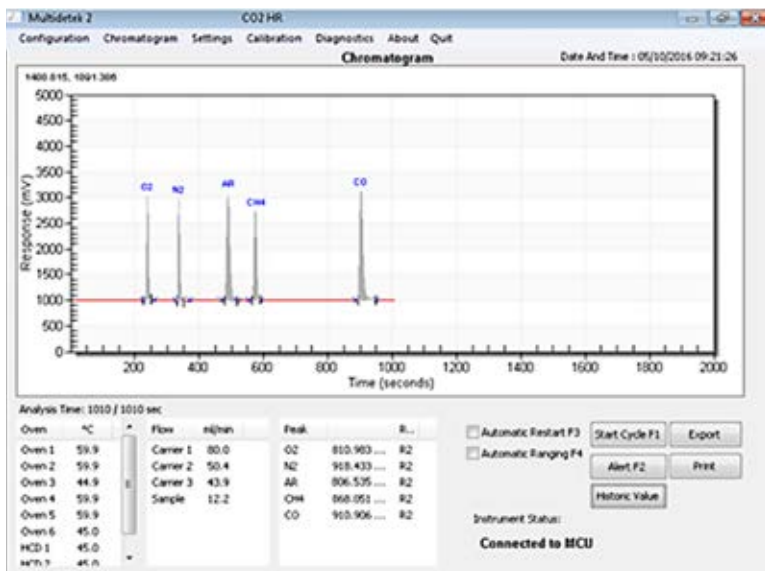 Multidetek 2 CO2 HR
Configuration Chromatogram Settings Calibration Diagnostics About Quit
Chromatogram Date And Time : 05/10/2016 09:21:26
1408.815, 1091.386
5000
4500
4000
3500
3000
2500
2000
1500
1000
500
0
Response (mV)
O2 N2 AR CH4 CO
200 400 600 800 1000 1200 1400 1600 1800 2000
Time (seconds)
Analysis Time: 1010 / 1010 sec
Oven °C Flow ml/min Peak R...
Oven 1 59.9 Carrier 1 80.0 O2 810.983 ... R2
Oven 2 59.9 Carrier 2 50.4 N2 918.433 ... R2
Oven 3 44.9 Carrier 3 43.9 AR 806.535 ... R2
Oven 4 59.9 Sample 12.2 CH4 868.051 ... R2
Oven 5 59.9 CO 910.906 ... R2
Oven 6 45.0
HCD 1 45.0
HCD 2 45.0
Automatic Restart F3 Start Cycle F1 Export
Automatic Ranging F4 Alert F2 Print
Historic Value
Instrument Status:
Connected to MCU